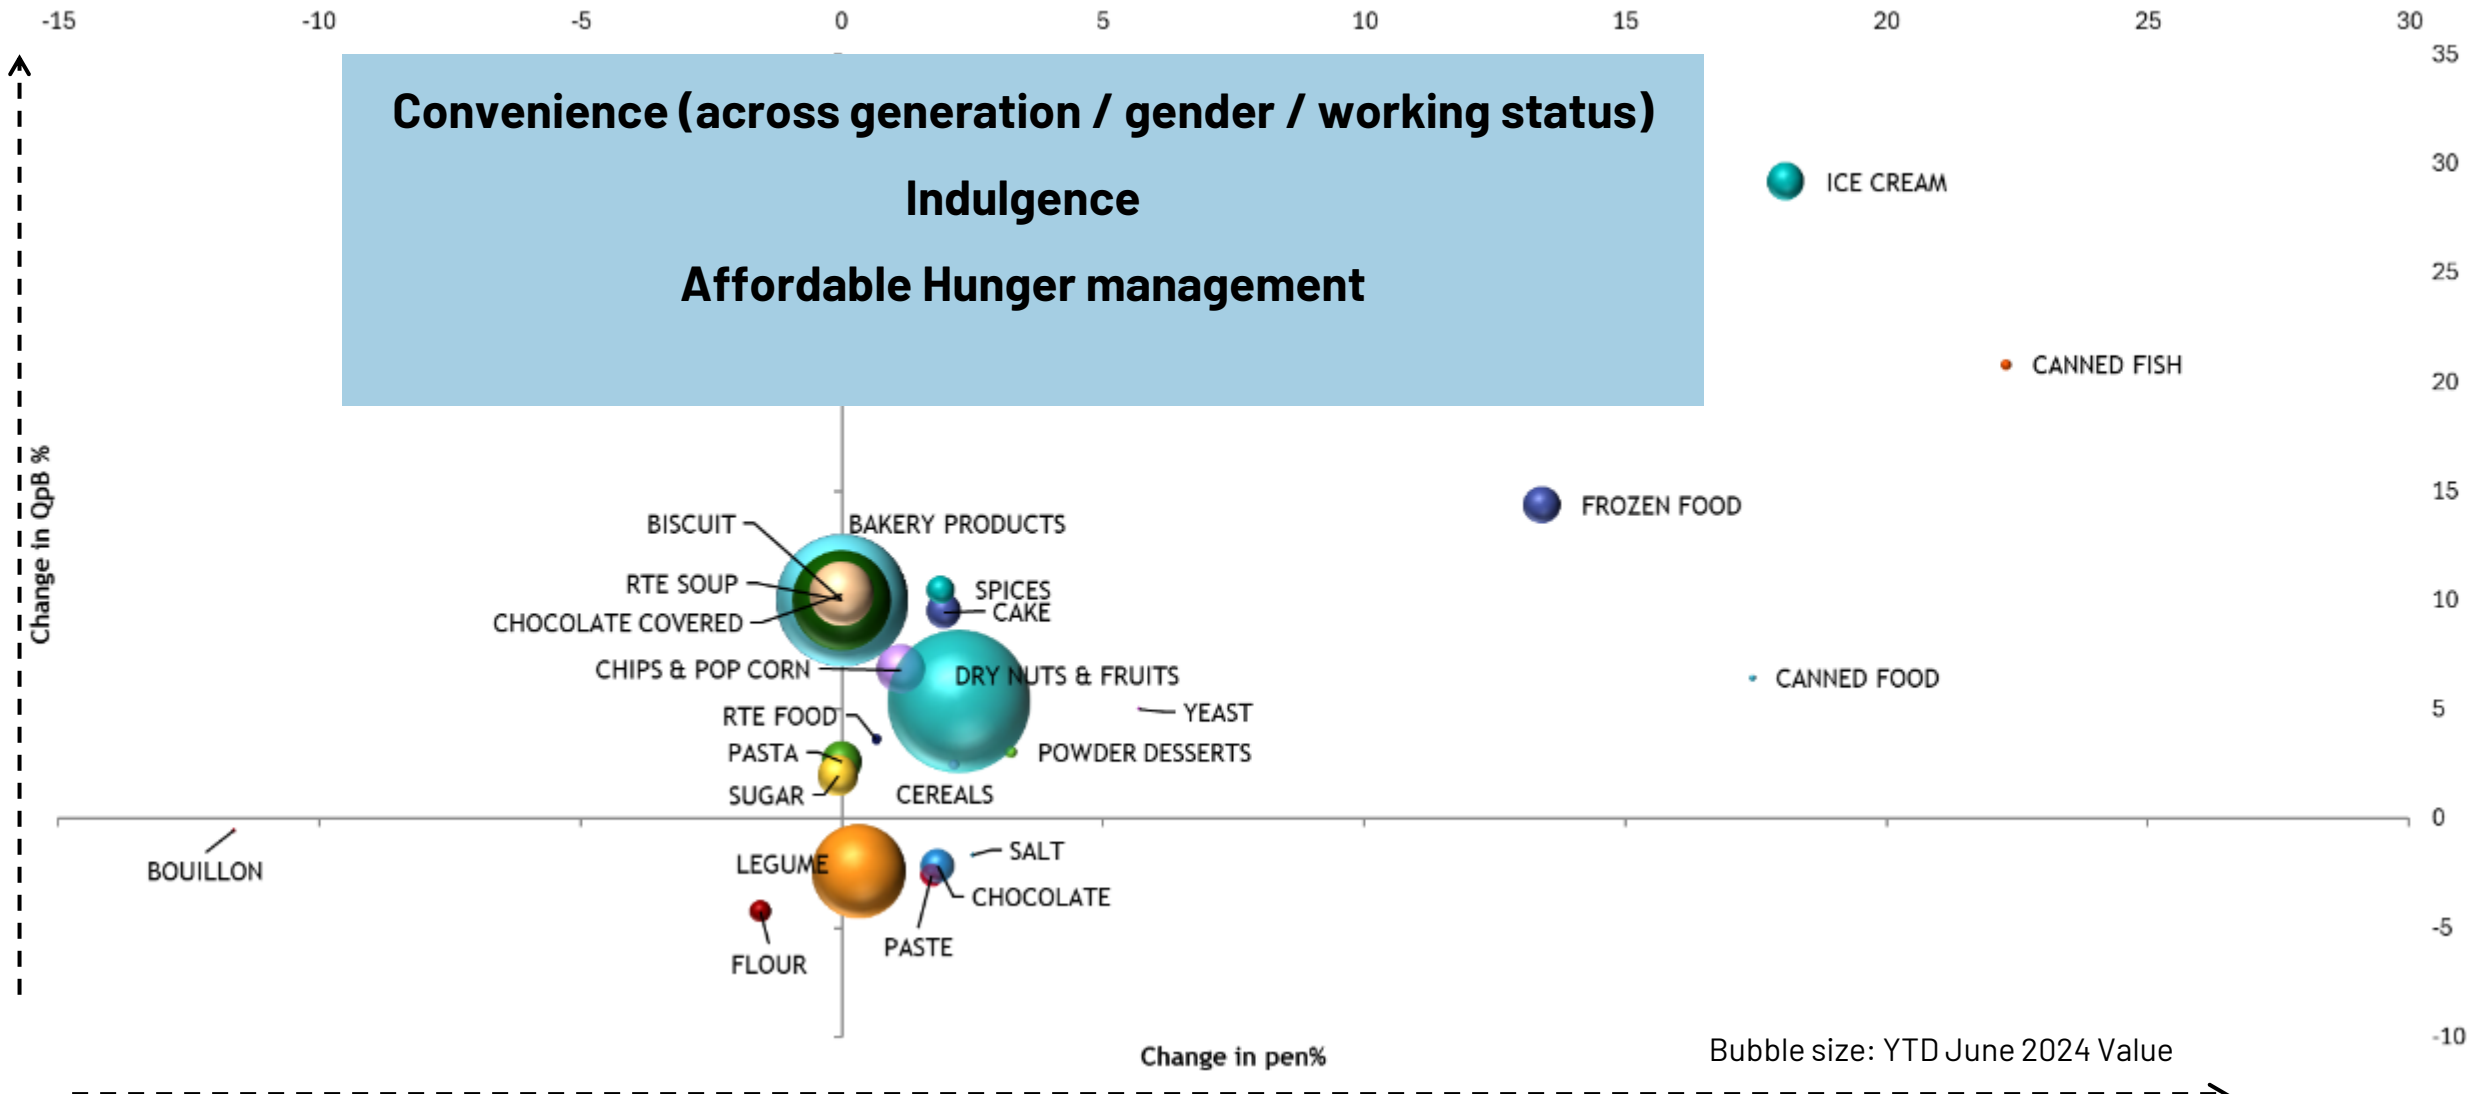 -15 -10 -5 0 5 10 15 20 25 30
35
Convenience (across generation / gender / working status)
30
ICE CREAM
Indulgence
25
Affordable Hunger management
CANNED FISH
20
Change in QpB %
15
FROZEN FOOD
BISCUIT
BAKERY PRODUCTS
RTE SOUP
SPICES
10
CHOCOLATE COVERED
CAKE
CHIPS & POP CORN
DRY NUTS & FRUITS
CANNED FOOD
RTE FOOD
YEAST
5
PASTA
POWDER DESSERTS
SUGAR
CEREALS
0
BOUILLON
LEGUME
SALT
CHOCOLATE
-5
PASTE
FLOUR
-10
Change in pen%
Bubble size: YTD June 2024 Value